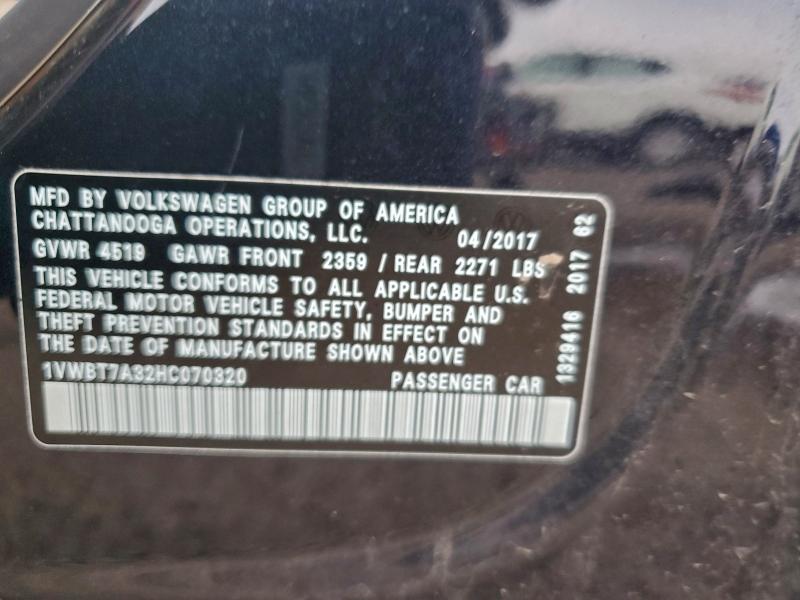 MFD BY VOLKSWAGEN GROUP OF AMERICA
CHATTANOOGA OPERATIONS, LLC. 04/2017
GVWR 4519 GAWR FRONT 2359 / REAR 2271 LBS
THIS VEHICLE CONFORMS TO ALL APPLICABLE U.S.
FEDERAL MOTOR VEHICLE SAFETY, BUMPER AND
THEFT PREVENTION STANDARDS IN EFFECT ON
THE DATE OF MANUFACTURE SHOWN ABOVE
1VWBT7A32HC070320 PASSENGER CAR
1329416 2017 62